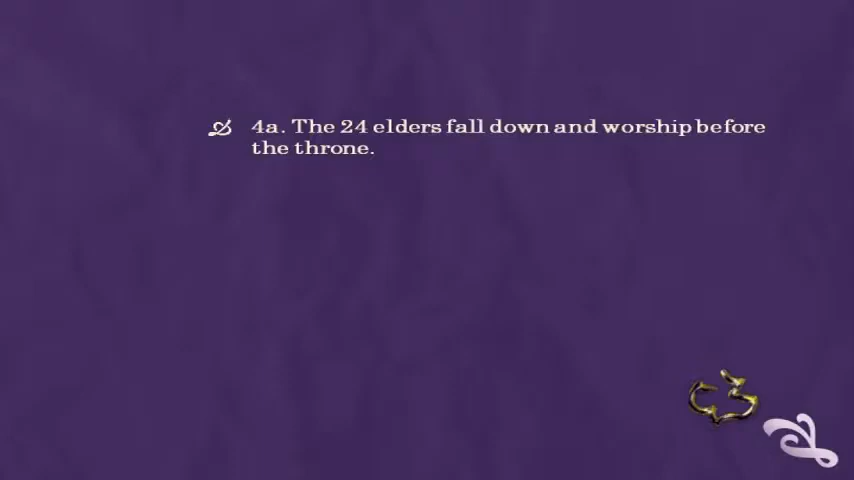 4a. The 24 elders fall down and worship before
the throne.